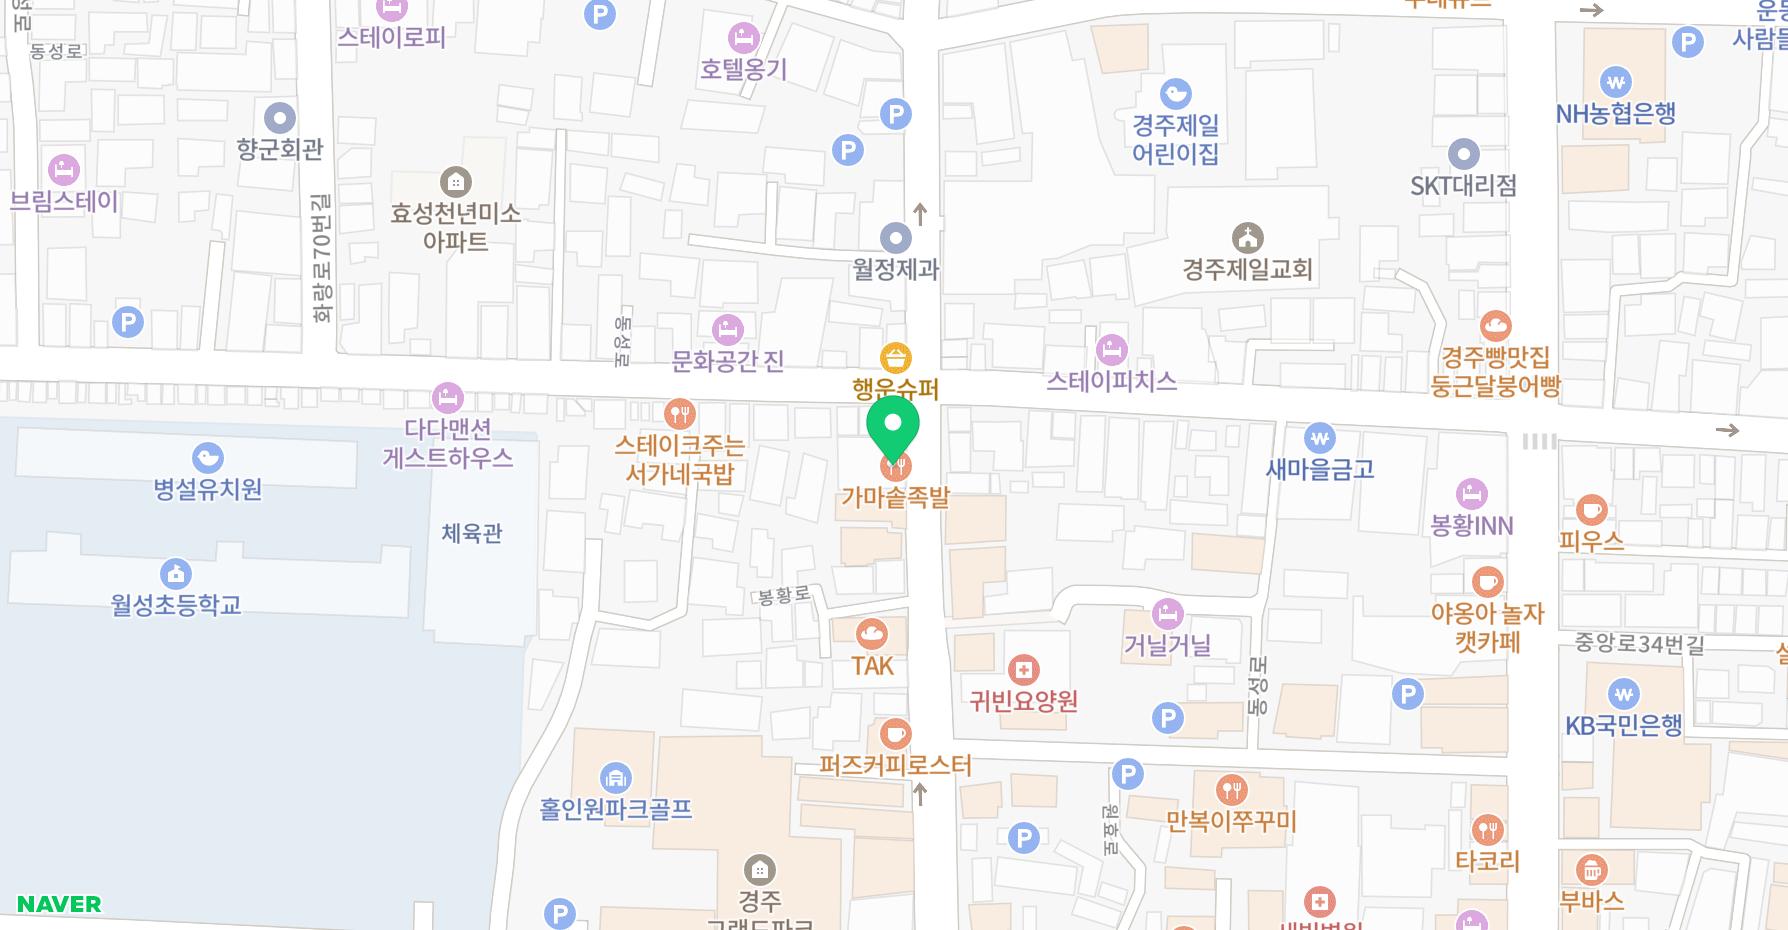 스테이로피
동성로
호텔옹기
사람들
NH농협은행
향군회관
경주제일
어린이집
브림스테이
SKT대리점
효성천년미소
아파트
화랑로70번길
월정제과
경주제일교회
동성로
문화공간 진
행운슈퍼
스테이피치스
경주빵맛집
둥근달붕어빵
다다맨션
게스트하우스
스테이크주는
서가네국밥
병설유치원
가마솥족발
새마을금고
체육관
봉황INN
피우스
월성초등학교
봉황로
야옹아 놀자
캣카페
거닐거닐
중앙로34번길
TAK
귀빈요양원
동성로
KB국민은행
퍼즈커피로스터
홀인원파크골프
원효로
만복이쭈꾸미
타코리
경주
부바스
NAVER